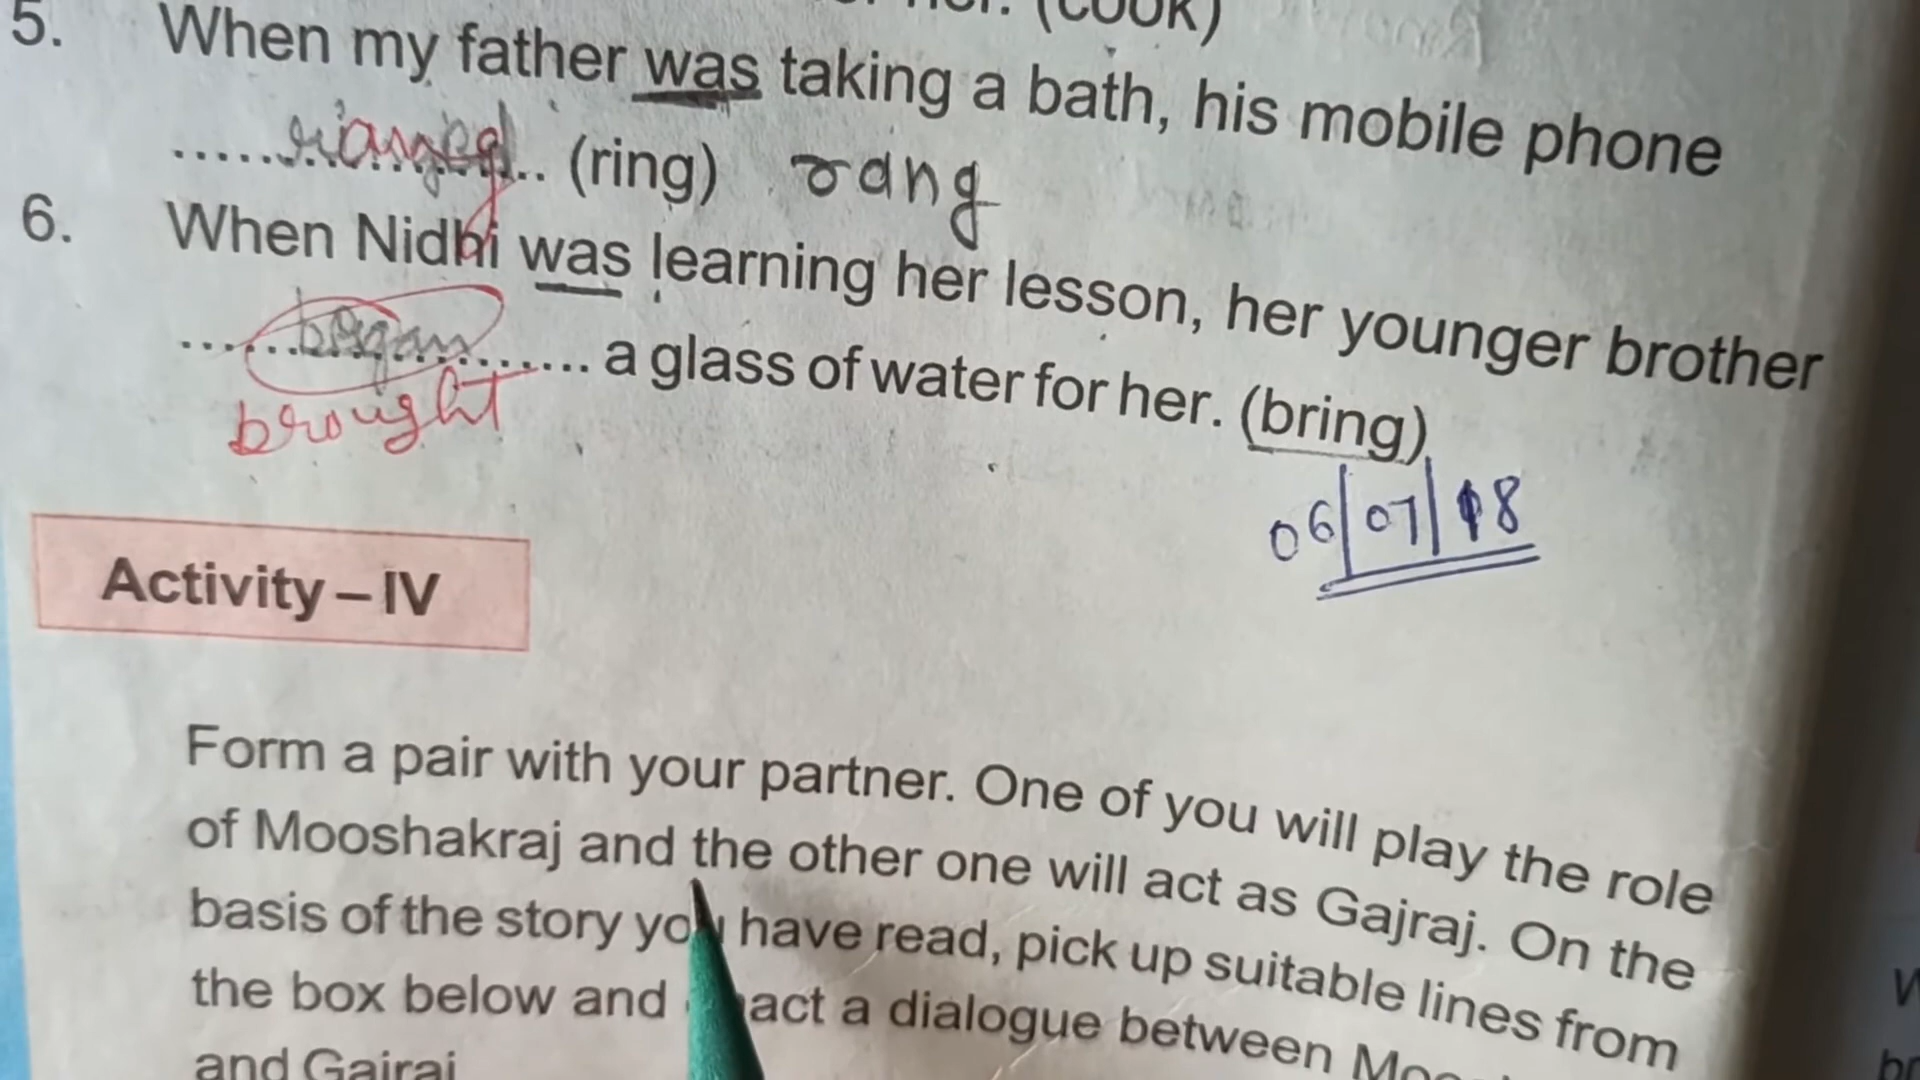 her. (cook)
5. When my father was taking a bath, his mobile phone
.................... (ring) rang
6. When Nidhi was learning her lesson, her younger brother
began .................... a glass of water for her. (bring)
brought
06/07/18
Activity – IV
Form a pair with your partner. One of you will play the role
of Mooshakraj and the other one will act as Gajraj. On the
basis of the story you have read, pick up suitable lines from
the box below and act a dialogue between
and Gajraj